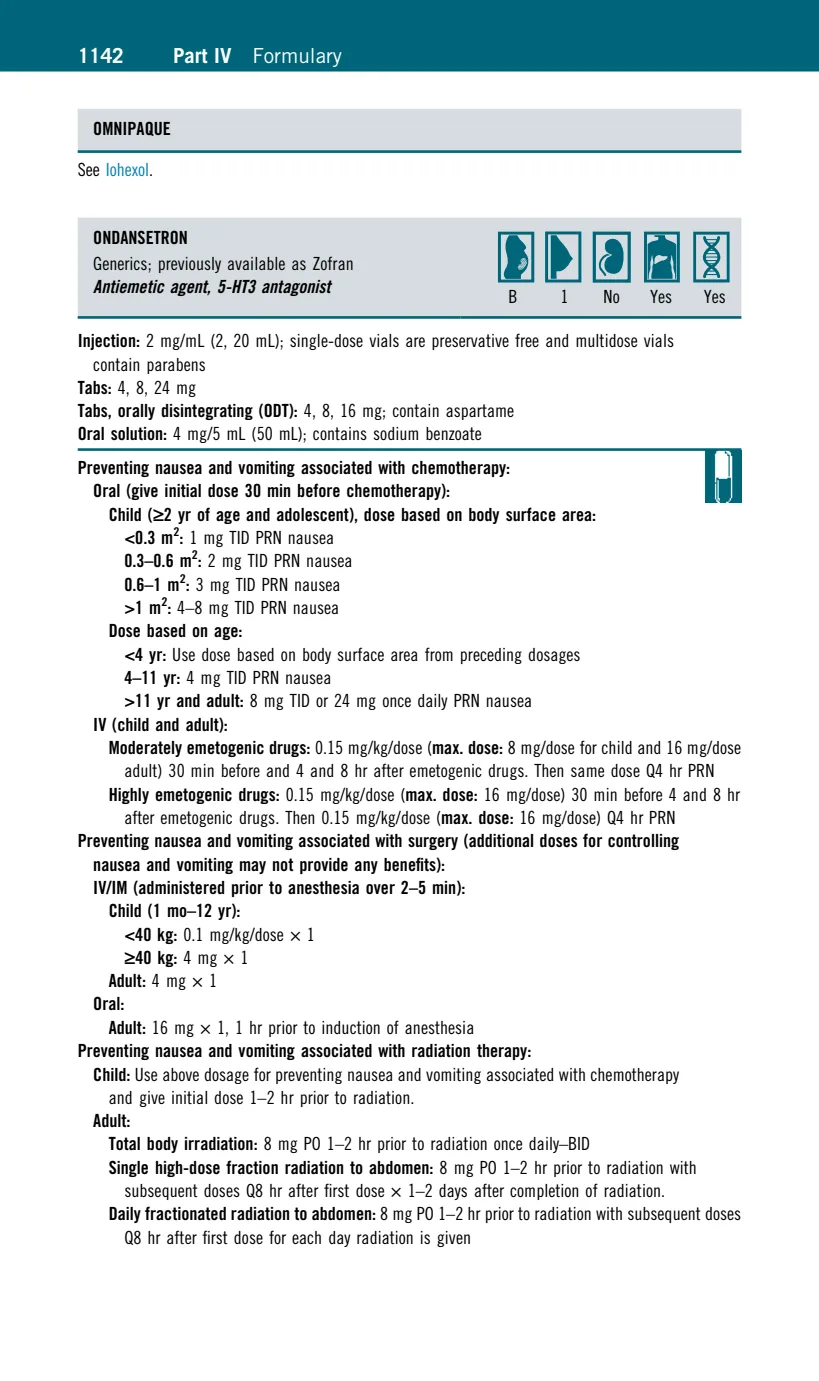 1142 Part IV Formulary
OMNIPAQUE
See Iohexol.
ONDANSETRON
Generics; previously available as Zofran
Antiemetic agent, 5-HT3 antagonist
B 1 No Yes Yes
Injection: 2 mg/mL (2, 20 mL); single-dose vials are preservative free and multidose vials
contain parabens
Tabs: 4, 8, 24 mg
Tabs, orally disintegrating (ODT): 4, 8, 16 mg; contain aspartame
Oral solution: 4 mg/5 mL (50 mL); contains sodium benzoate
Preventing nausea and vomiting associated with chemotherapy:
Oral (give initial dose 30 min before chemotherapy):
Child (≥2 yr of age and adolescent), dose based on body surface area:
<0.3 m²: 1 mg TID PRN nausea
0.3–0.6 m²: 2 mg TID PRN nausea
0.6–1 m²: 3 mg TID PRN nausea
>1 m²: 4–8 mg TID PRN nausea
Dose based on age:
<4 yr: Use dose based on body surface area from preceding dosages
4–11 yr: 4 mg TID PRN nausea
>11 yr and adult: 8 mg TID or 24 mg once daily PRN nausea
IV (child and adult):
Moderately emetogenic drugs: 0.15 mg/kg/dose (max. dose: 8 mg/dose for child and 16 mg/dose
adult) 30 min before and 4 and 8 hr after emetogenic drugs. Then same dose Q4 hr PRN
Highly emetogenic drugs: 0.15 mg/kg/dose (max. dose: 16 mg/dose) 30 min before 4 and 8 hr
after emetogenic drugs. Then 0.15 mg/kg/dose (max. dose: 16 mg/dose) Q4 hr PRN
Preventing nausea and vomiting associated with surgery (additional doses for controlling
nausea and vomiting may not provide any benefits):
IV/IM (administered prior to anesthesia over 2–5 min):
Child (1 mo–12 yr):
<40 kg: 0.1 mg/kg/dose × 1
≥40 kg: 4 mg × 1
Adult: 4 mg × 1
Oral:
Adult: 16 mg × 1, 1 hr prior to induction of anesthesia
Preventing nausea and vomiting associated with radiation therapy:
Child: Use above dosage for preventing nausea and vomiting associated with chemotherapy
and give initial dose 1–2 hr prior to radiation.
Adult:
Total body irradiation: 8 mg PO 1–2 hr prior to radiation once daily–BID
Single high-dose fraction radiation to abdomen: 8 mg PO 1–2 hr prior to radiation with
subsequent doses Q8 hr after first dose × 1–2 days after completion of radiation.
Daily fractionated radiation to abdomen: 8 mg PO 1–2 hr prior to radiation with subsequent doses
Q8 hr after first dose for each day radiation is given